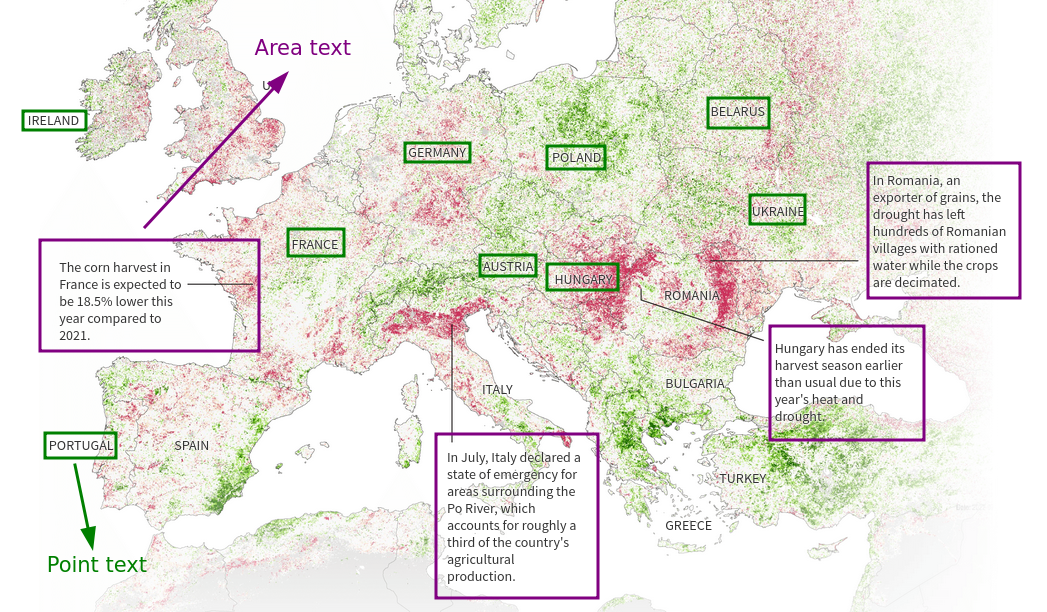 Area text
U
IRELAND
BELARUS
GERMANY
POLAND
In Romania, an
exporter of grains, the
drought has left
hundreds of Romanian
villages with rationed
water while the crops
are decimated.
UKRAINE
FRANCE
AUSTRIA
HUNGARY
ROMANIA
The corn harvest in
France is expected to
be 18.5% lower this
year compared to
2021.
Hungary has ended its
harvest season earlier
than usual due to this
year's heat and
drought.
ITALY
BULGARIA
PORTUGAL
SPAIN
In July, Italy declared a
state of emergency for
areas surrounding the
Po River, which
accounts for roughly a
third of the country's
agricultural
production.
TURKEY
GREECE
Point text